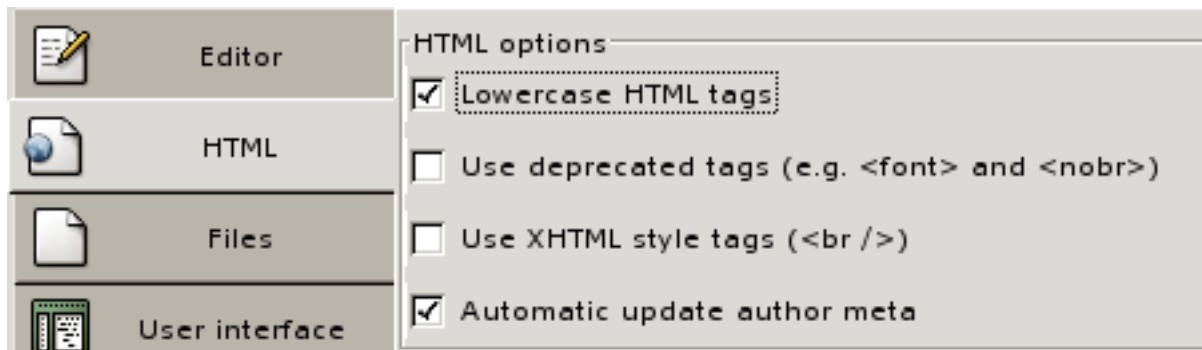 Editor
HTML
Files
User interface
HTML options
Lowercase HTML tags
Use deprecated tags (e.g. <font> and <nobr>)
Use XHTML style tags (<br />)
Automatic update author meta